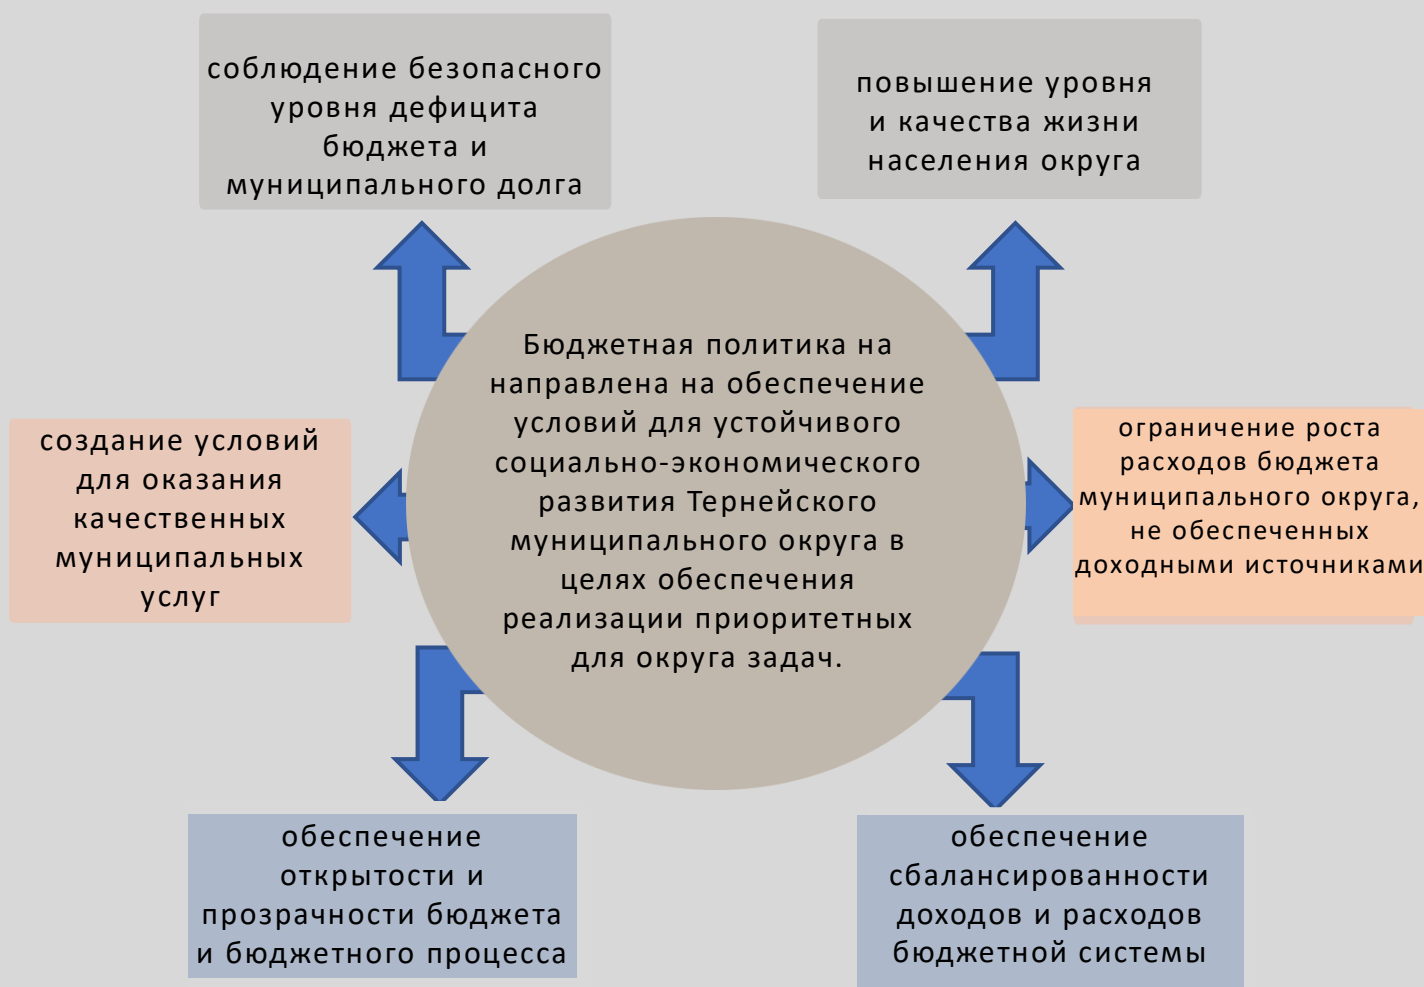 соблюдение безопасного
уровня дефицита
бюджета и
муниципального долга
повышение уровня
и качества жизни
населения округа
Бюджетная политика на
направлена на обеспечение
условий для устойчивого
социально-экономического
развития Тернейского
муниципального округа в
целях обеспечения
реализации приоритетных
для округа задач.
создание условий
для оказания
качественных
муниципальных
услуг
ограничение роста
расходов бюджета
муниципального округа,
не обеспеченных
доходными источниками
обеспечение
открытости и
прозрачности бюджета
и бюджетного процесса
обеспечение
сбалансированности
доходов и расходов
бюджетной системы